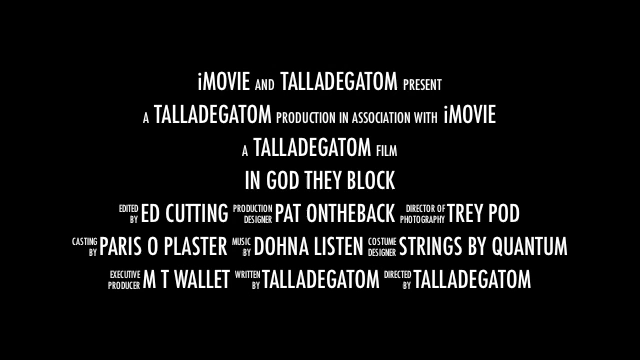 iMOVIE AND TALLADEGATOM PRESENT
A TALLADEGATOM PRODUCTION IN ASSOCIATION WITH iMOVIE
A TALLADEGATOM FILM
IN GOD THEY BLOCK
EDITED BY ED CUTTING PRODUCTION DESIGNER PAT ONTHEBACK DIRECTOR OF PHOTOGRAPHY TREY POD
CASTING BY PARIS O PLASTER MUSIC BY DOHNA LISTEN COSTUME DESIGNER STRINGS BY QUANTUM
EXECUTIVE PRODUCER M T WALLET WRITTEN BY TALLADEGATOM DIRECTED BY TALLADEGATOM